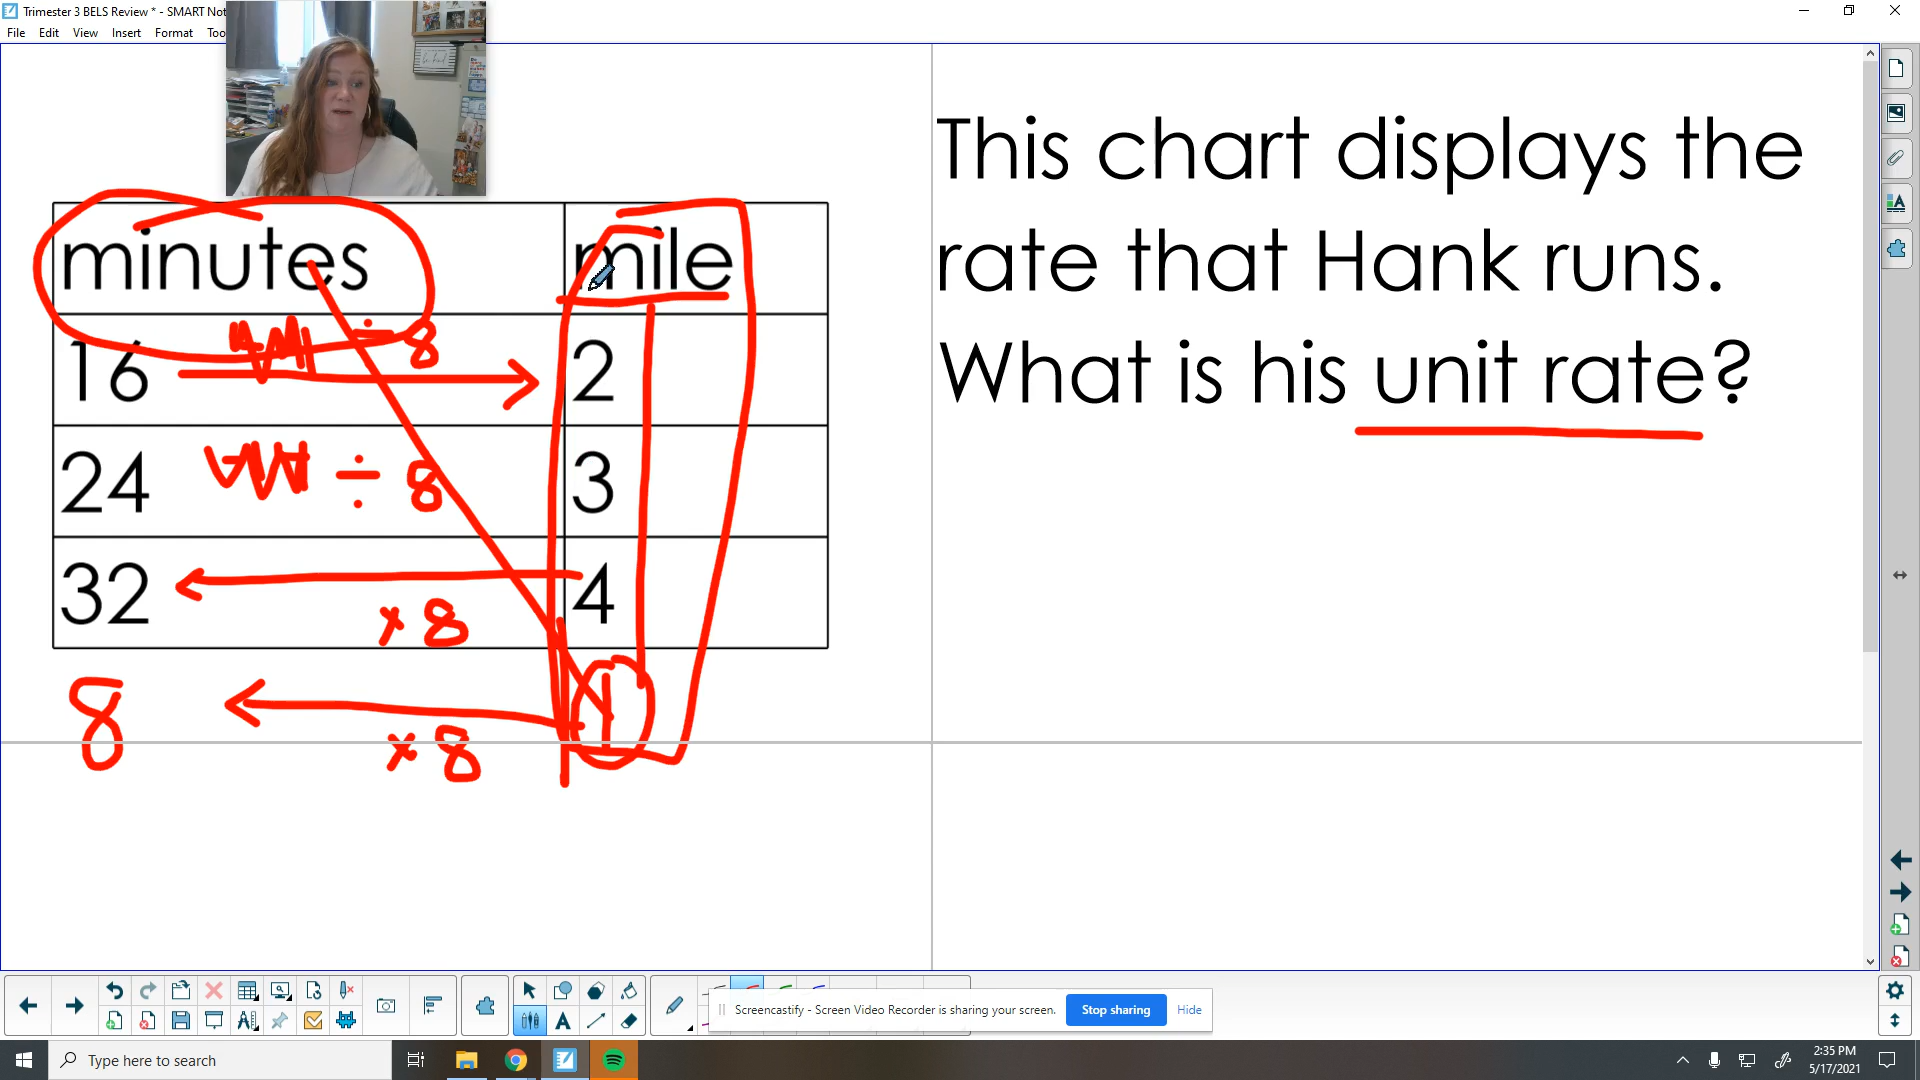 Trimester 3 BELS Review * - SMART Not
File Edit View Insert Format Too
This chart displays the
rate that Hank runs.
What is his unit rate?
minutes mile
16 ÷ 8 2
24 ÷ 8 3
32 4
× 8
8 1
× 8
Screencastify - Screen Video Recorder is sharing your screen. Stop sharing Hide
Type here to search
2:35 PM
5/17/2021